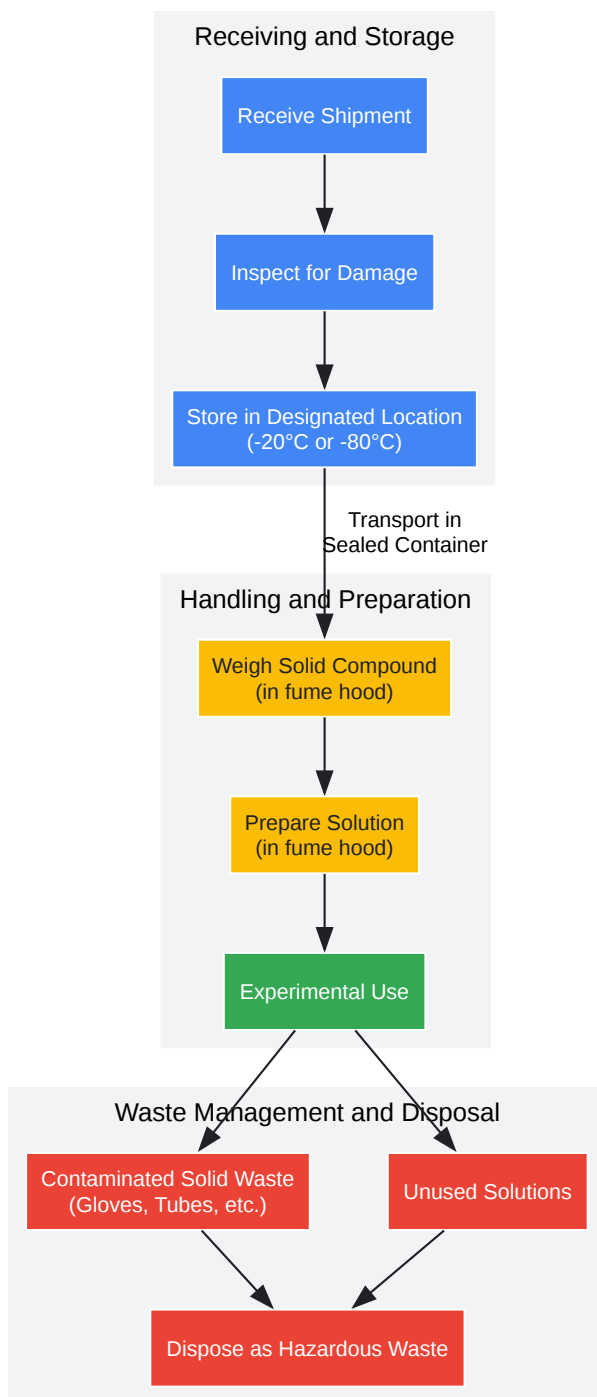 Receiving and Storage
Receive Shipment
Inspect for Damage
Store in Designated Location
(-20°C or -80°C)
Transport in
Sealed Container
Handling and Preparation
Weigh Solid Compound
(in fume hood)
Prepare Solution
(in fume hood)
Experimental Use
Waste Management and Disposal
Contaminated Solid Waste
(Gloves, Tubes, etc.)
Unused Solutions
Dispose as Hazardous Waste